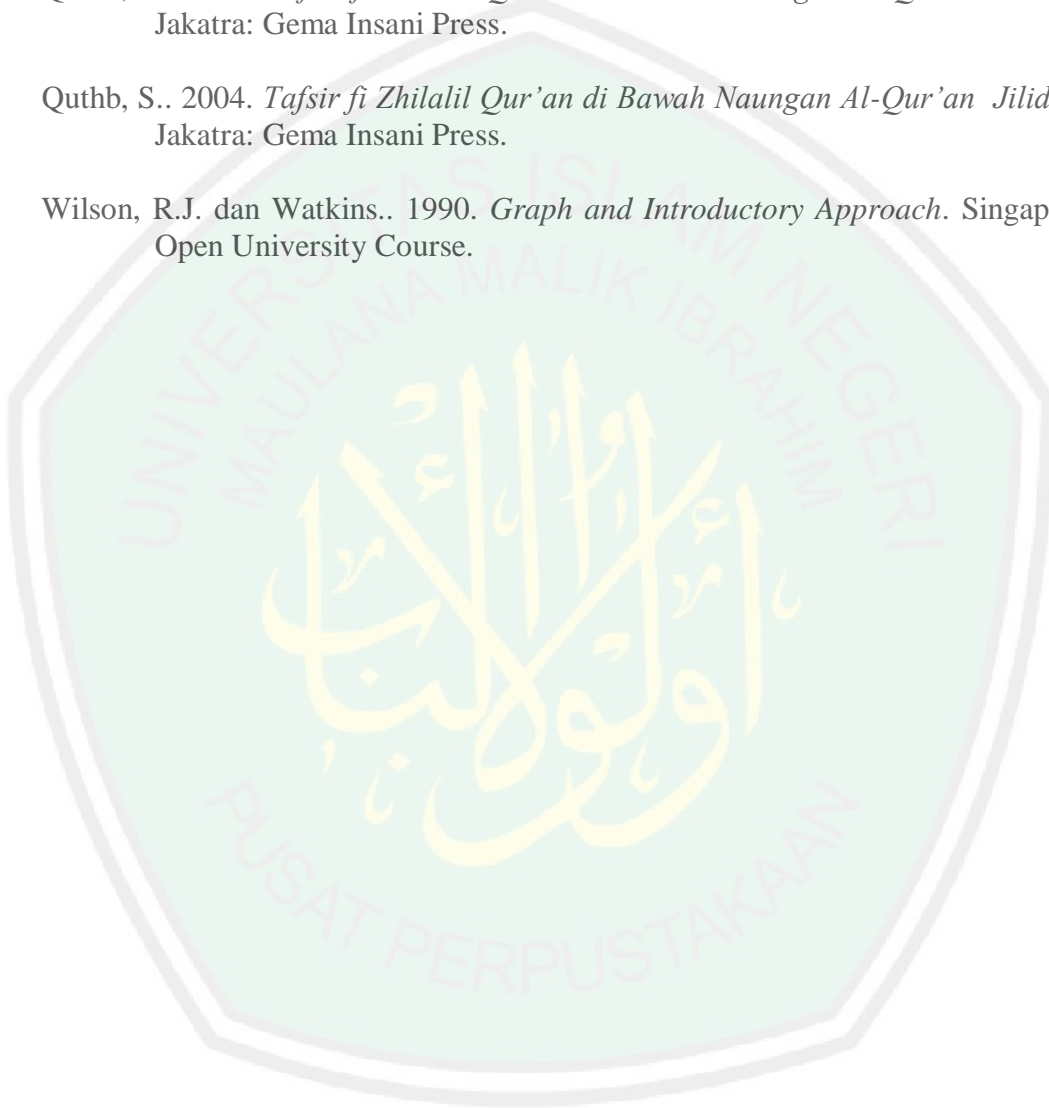 Jakatra: Gema Insani Press.
Quthb, S.. 2004. Tafsir fi Zhilalil Qur’an di Bawah Naungan Al-Qur’an Jilid
Jakatra: Gema Insani Press.
Wilson, R.J. dan Watkins.. 1990. Graph and Introductory Approach. Singap
Open University Course.
UNIVERSITAS ISLAM NEGERI
MAULANA MALIK IBRAHIM
أولوا الألباب
PUSAT PERPUSTAKAAN